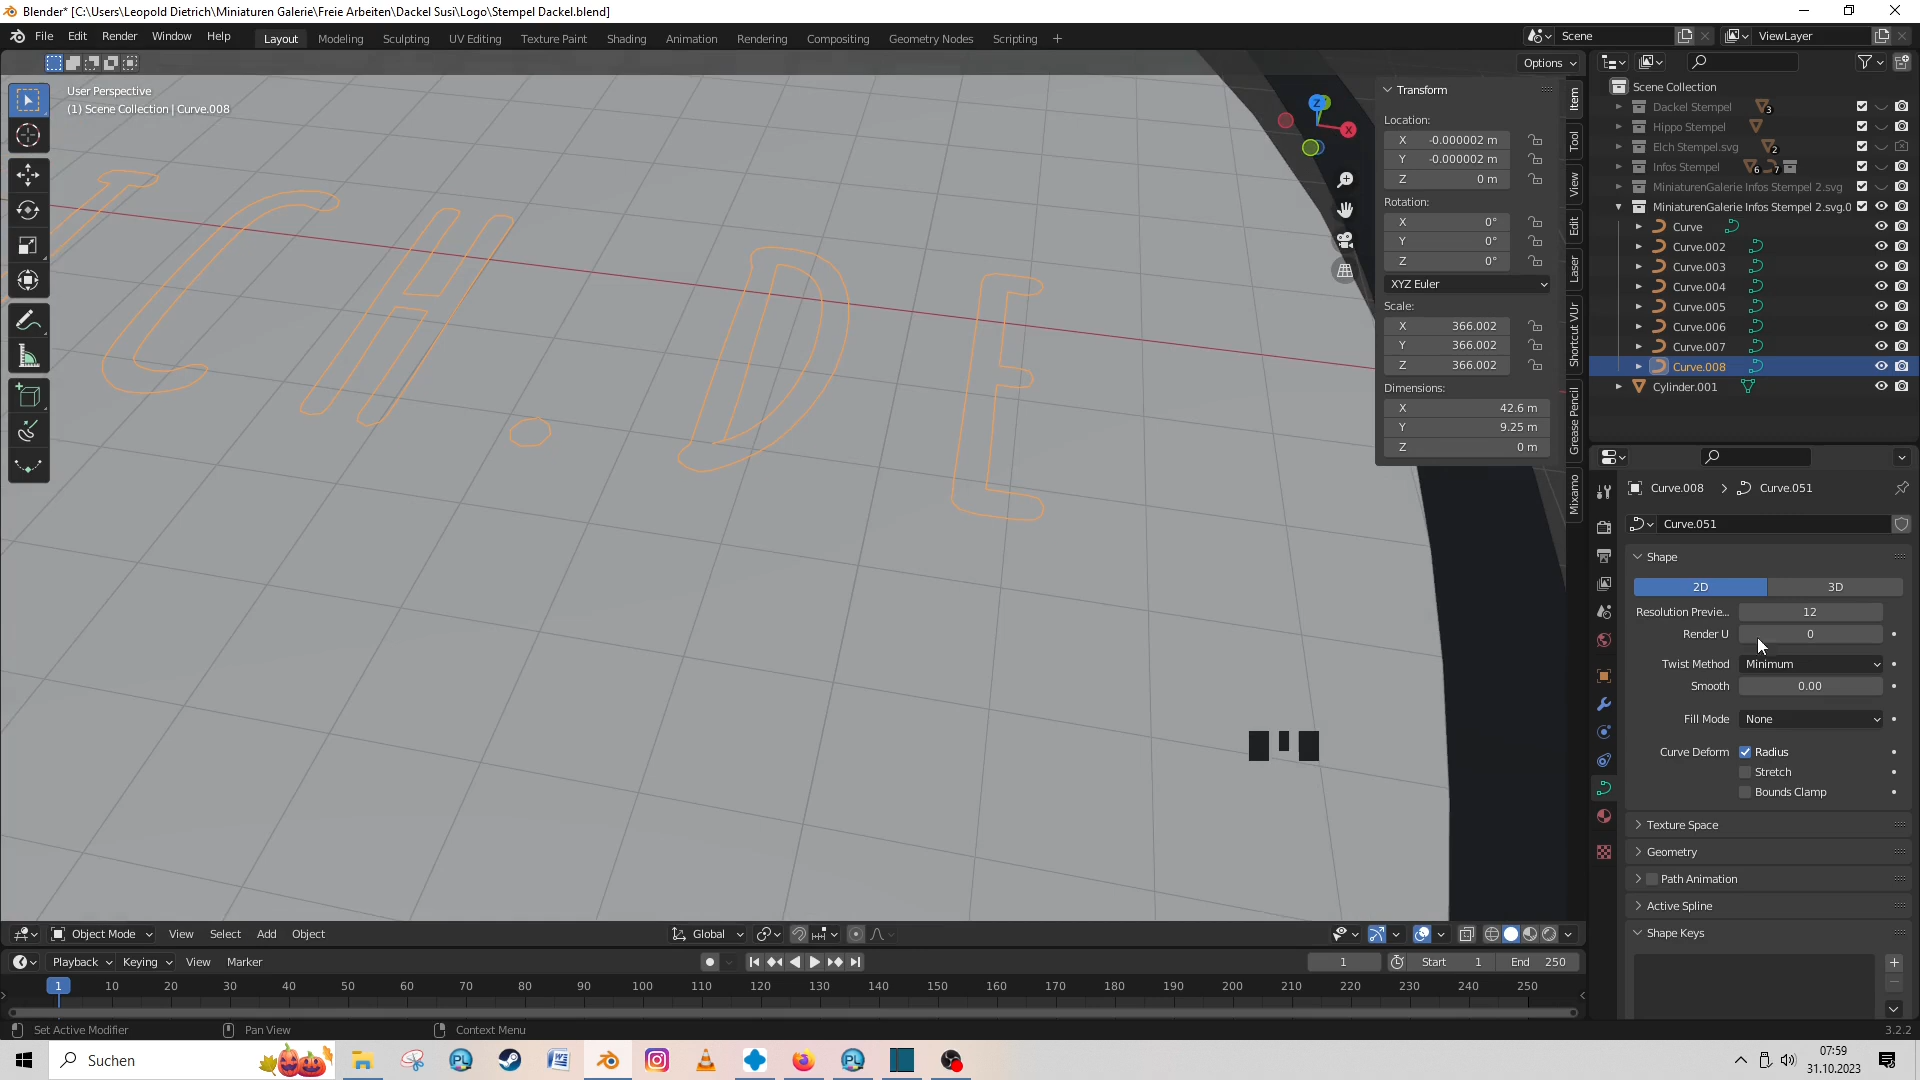 Blender* [C:\Users\Leopold Dietrich\Miniaturen Galerie\Freie Arbeiten\Dackel Susi\Logo\Stempel Dackel.blend]
File Edit Render Window Help
Layout Modeling Sculpting UV Editing Texture Paint Shading Animation Rendering Compositing Geometry Nodes Scripting
Scene
ViewLayer
Options
User Perspective
(1) Scene Collection | Curve.008
CH.DE
Z
X
Transform
Location:
X -0.000002 m
Y -0.000002 m
Z 0 m
Rotation:
X 0°
Y 0°
Z 0°
XYZ Euler
Scale:
X 366.002
Y 366.002
Z 366.002
Dimensions:
X 42.6 m
Y 9.25 m
Z 0 m
Item
Tool
View
Edit
Laser
Shortcut VUr
Grease Pencil
Mixamo
Scene Collection
Dackel Stempel 3
Hippo Stempel
Elch Stempel.svg 2
Infos Stempel 6 7
MiniaturenGalerie Infos Stempel 2.svg
MiniaturenGalerie Infos Stempel 2.svg.0
Curve
Curve.002
Curve.003
Curve.004
Curve.005
Curve.006
Curve.007
Curve.008
Cylinder.001
Curve.008 > Curve.051
Curve.051
Shape
2D 3D
Resolution Previe... 12
Render U 0
Twist Method Minimum
Smooth 0.00
Fill Mode None
Curve Deform Radius
Stretch
Bounds Clamp
Texture Space
Geometry
Path Animation
Active Spline
Shape Keys
Object Mode View Select Add Object
Global
Playback Keying View Marker
1 Start 1 End 250
1 10 20 30 40 50 60 70 80 90 100 110 120 130 140 150 160 170 180 190 200 210 220 230 240 250
Set Active Modifier Pan View Context Menu
3.2.2
Suchen
07:59
31.10.2023